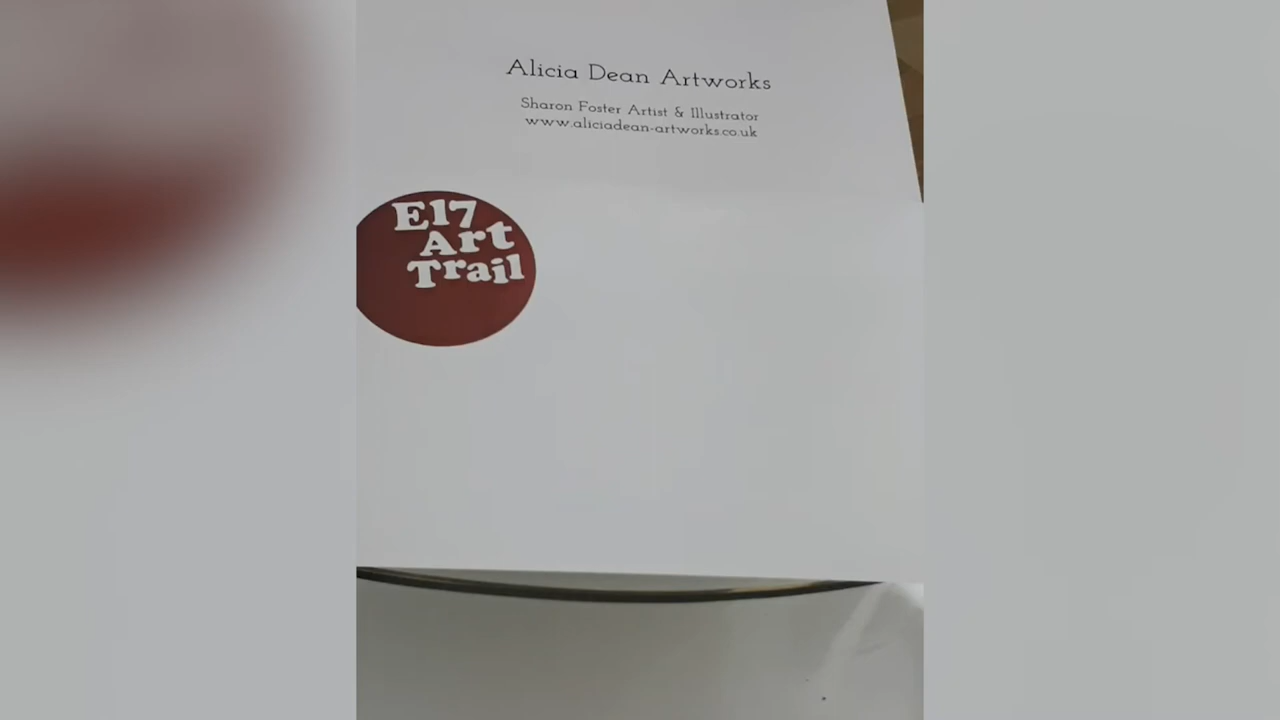 Alicia Dean Artworks
Sharon Foster Artist & Illustrator
www.aliciadean-artworks.co.uk
E17
Art
Trail